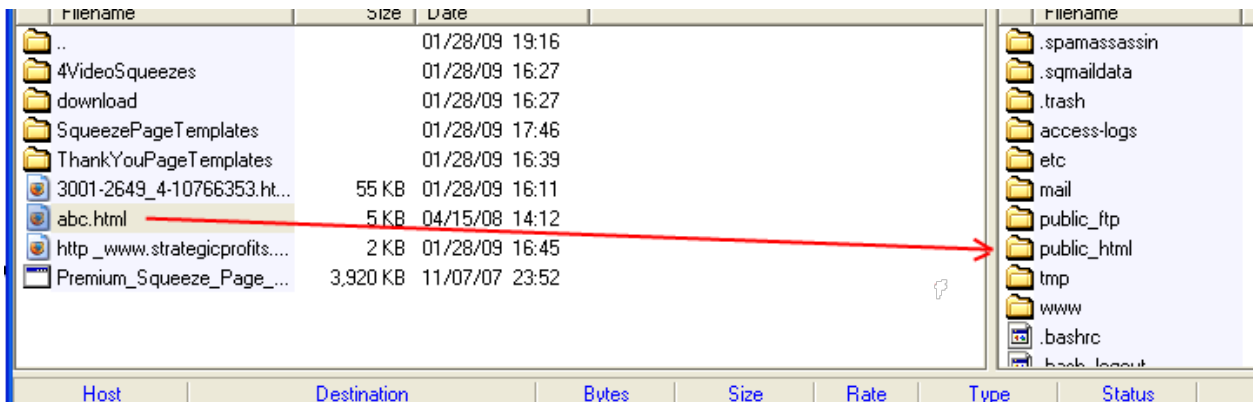 Filename Size Date Filename
.. 01/28/09 19:16 .spamassassin
4VideoSqueezes 01/28/09 16:27 .sqmaildata
download 01/28/09 16:27 .trash
SqueezePageTemplates 01/28/09 17:46 access-logs
ThankYouPageTemplates 01/28/09 16:39 etc
3001-2649_4-10766353.ht... 55 KB 01/28/09 16:11 mail
abc.html 5 KB 04/15/08 14:12 public_ftp
http _www.strategicprofits.... 2 KB 01/28/09 16:45 public_html
Premium_Squeeze_Page_... 3,920 KB 11/07/07 23:52 tmp
www
.bashrc
.bash_logout
Host Destination Bytes Size Rate Type Status